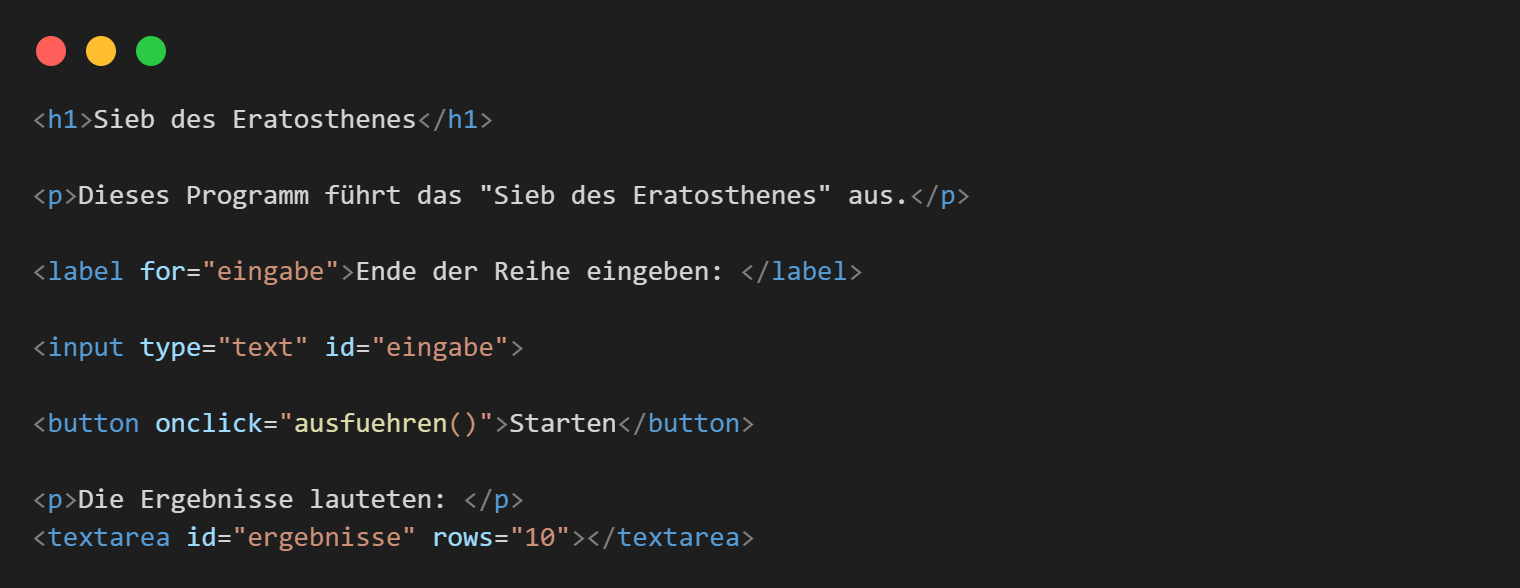 <h1>Sieb des Eratosthenes</h1>
<p>Dieses Programm führt das "Sieb des Eratosthenes" aus.</p>
<label for="eingabe">Ende der Reihe eingeben: </label>
<input type="text" id="eingabe">
<button onclick="ausfuehren()">Starten</button>
<p>Die Ergebnisse lauteten: </p>
<textarea id="ergebnisse" rows="10"></textarea>